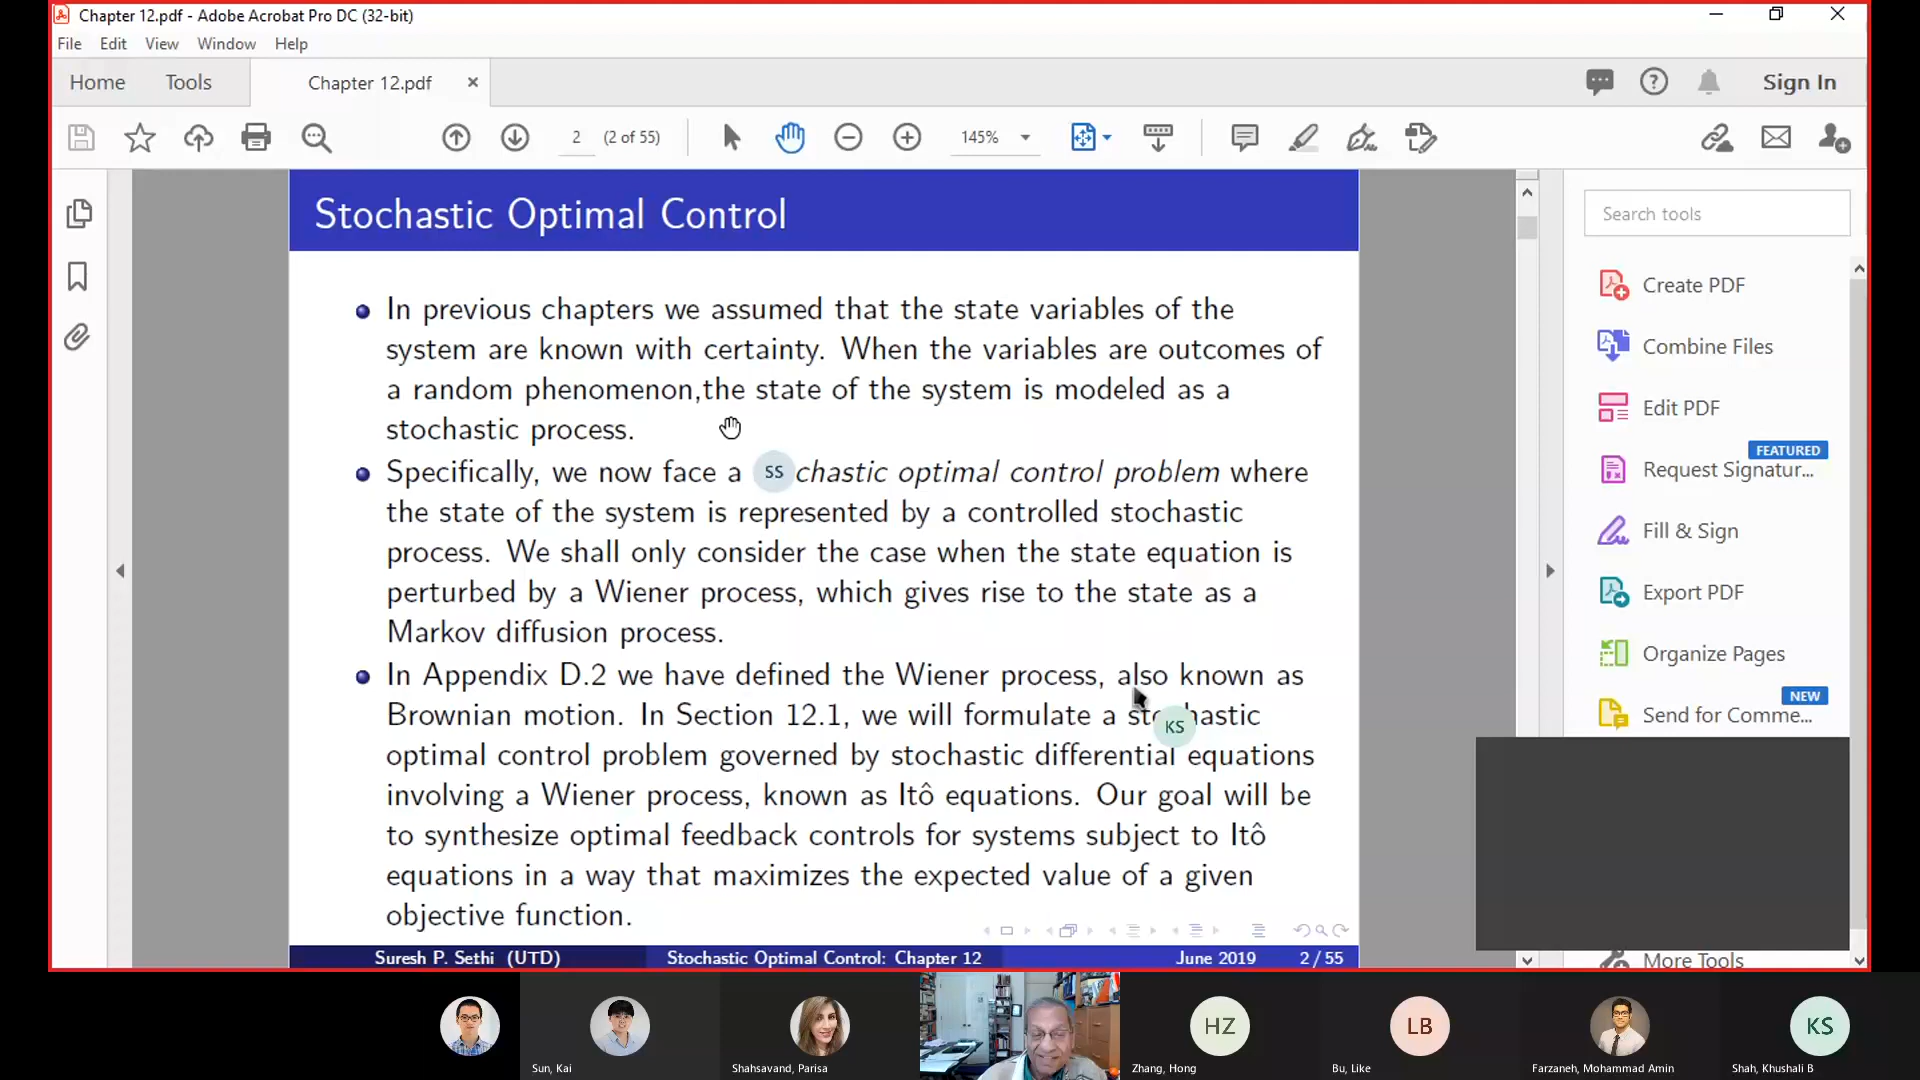 Chapter 12.pdf - Adobe Acrobat Pro DC (32-bit)
File Edit View Window Help
Home Tools Chapter 12.pdf × Sign In
2 (2 of 55) 145%
Stochastic Optimal Control
In previous chapters we assumed that the state variables of the
system are known with certainty. When the variables are outcomes of
a random phenomenon,the state of the system is modeled as a
stochastic process.
Specifically, we now face a SS chastic optimal control problem where
the state of the system is represented by a controlled stochastic
process. We shall only consider the case when the state equation is
perturbed by a Wiener process, which gives rise to the state as a
Markov diffusion process.
In Appendix D.2 we have defined the Wiener process, also known as
Brownian motion. In Section 12.1, we will formulate a stochastic
KS
optimal control problem governed by stochastic differential equations
involving a Wiener process, known as Itô equations. Our goal will be
to synthesize optimal feedback controls for systems subject to Itô
equations in a way that maximizes the expected value of a given
objective function.
Suresh P. Sethi (UTD) Stochastic Optimal Control: Chapter 12 June 2019 2 / 55
Search tools
Create PDF
Combine Files
Edit PDF
FEATURED
Request Signatur...
Fill & Sign
Export PDF
Organize Pages
NEW
Send for Comme...
More Tools
HZ LB KS
Sun, Kai Shahsavand, Parisa Zhang, Hong Bu, Like Farzaneh, Mohammad Amin Shah, Khushali B